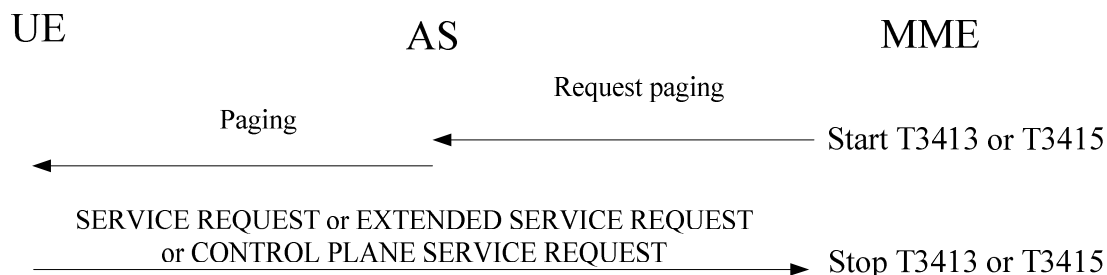 UE AS MME
Request paging
Paging
Start T3413 or T3415
SERVICE REQUEST or EXTENDED SERVICE REQUEST
or CONTROL PLANE SERVICE REQUEST
Stop T3413 or T3415